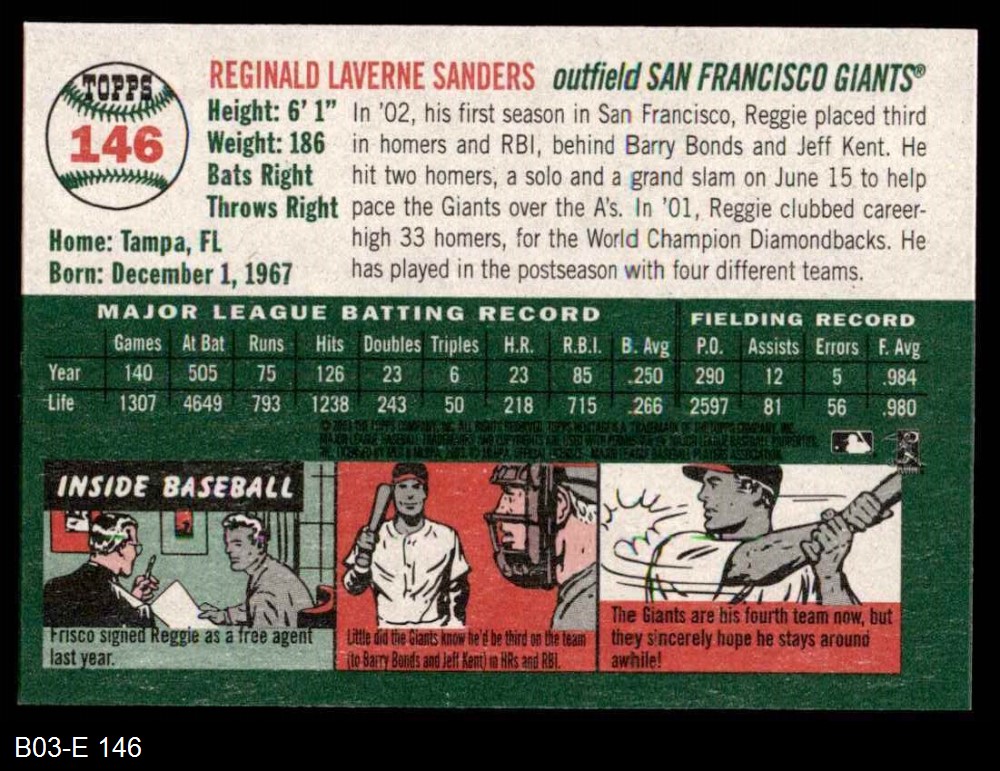 TOPPS
146
REGINALD LAVERNE SANDERS outfield SAN FRANCISCO GIANTS®
Height: 6' 1"
Weight: 186
Bats Right
Throws Right
Home: Tampa, FL
Born: December 1, 1967
In '02, his first season in San Francisco, Reggie placed third
in homers and RBI, behind Barry Bonds and Jeff Kent. He
hit two homers, a solo and a grand slam on June 15 to help
pace the Giants over the A's. In '01, Reggie clubbed career-
high 33 homers, for the World Champion Diamondbacks. He
has played in the postseason with four different teams.
MAJOR LEAGUE BATTING RECORD FIELDING RECORD
Games At Bat Runs Hits Doubles Triples H.R. R.B.I. B. Avg P.O. Assists Errors F. Avg
Year 140 505 75 126 23 6 23 85 .250 290 12 5 .984
Life 1307 4649 793 1238 243 50 218 715 .266 2597 81 56 .980
INSIDE BASEBALL
Frisco signed Reggie as a free agent
last year.
Little did the Giants know he'd be third on the team
(to Barry Bonds and Jeff Kent) in HRs and RBI.
The Giants are his fourth team now, but
they sincerely hope he stays around
awhile!
B03-E 146